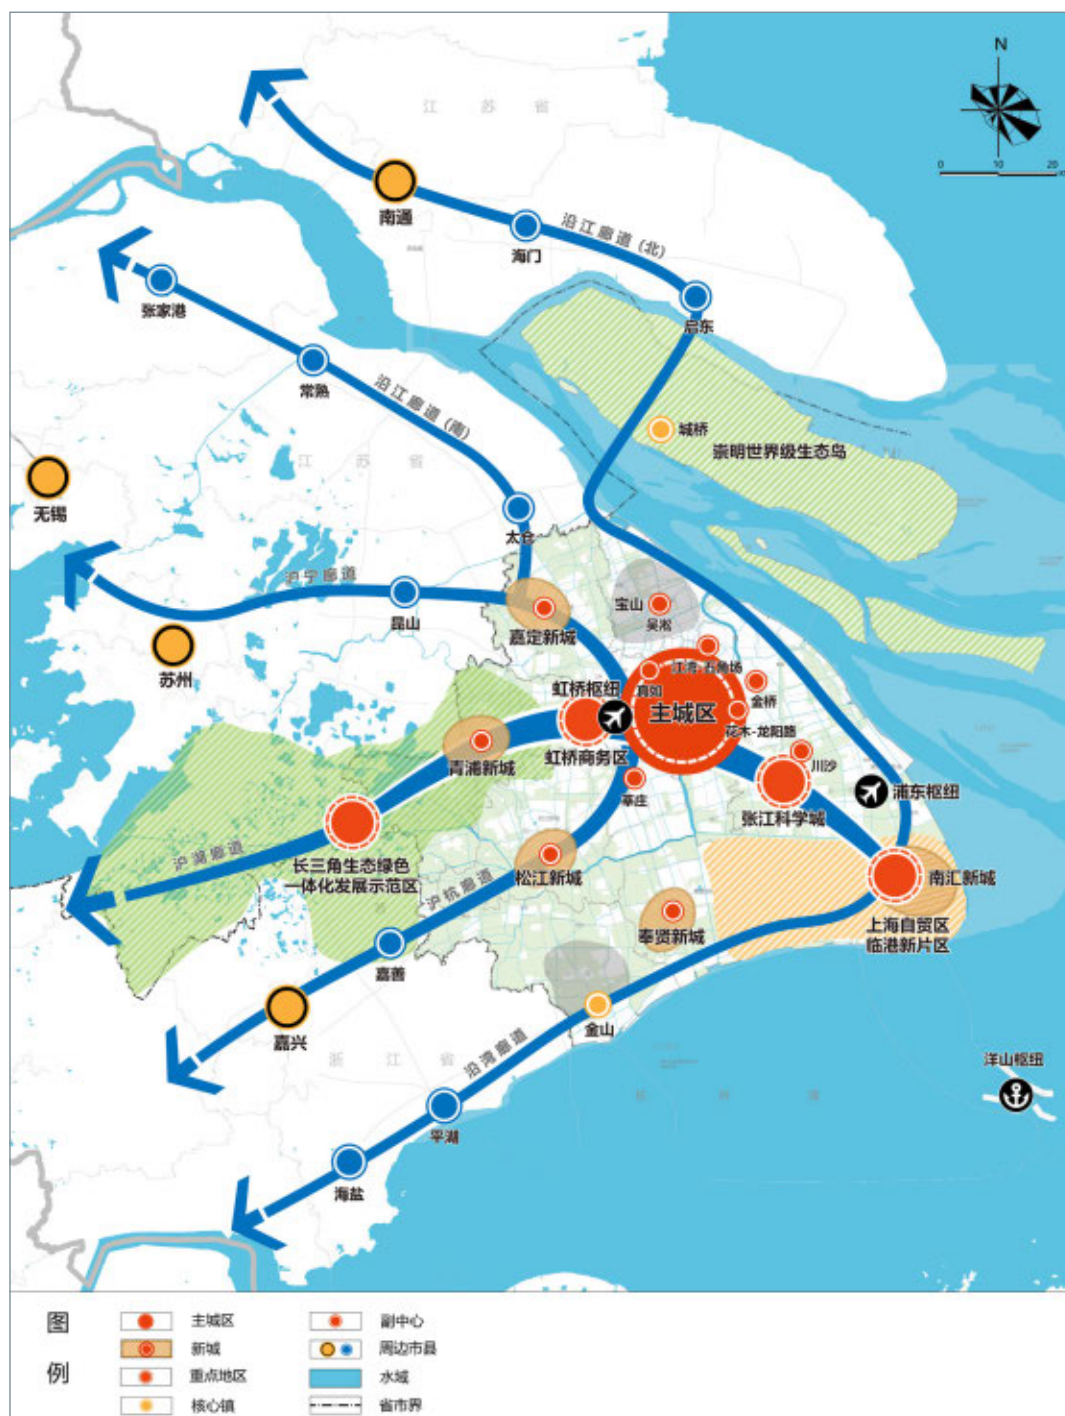 N
江苏省
0 10 20
南通
沿江廊道(北)
海门
张家港
启东
常熟
沿江廊道(南)
城桥
崇明世界级生态岛
江苏省
无锡
太仓
沪宁廊道
昆山
宝山
吴淞
嘉定新城
苏州
江湾-五角场
虹桥枢纽
真如
金桥
主城区
花木-龙阳路
青浦新城
虹桥商务区
川沙
莘庄
浦东枢纽
张江科学城
沪湖廊道
长三角生态绿色
一体化发展示范区
松江新城
南汇新城
沪杭廊道
奉贤新城
上海自贸区
临港新片区
嘉善
嘉兴
金山
浙江省
沿湾廊道
洋山枢纽
杭州湾
平湖
海盐
图例
主城区
副中心
新城
周边市县
重点地区
水域
核心镇
省市界